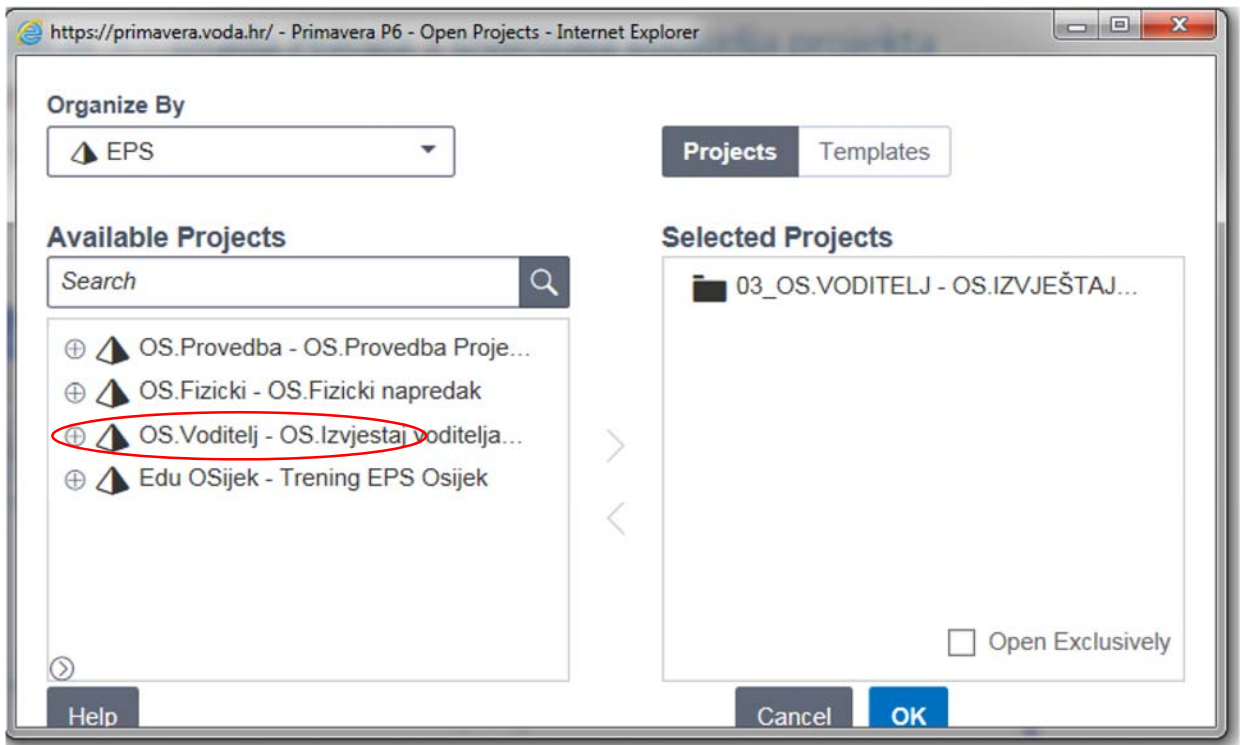 https://primavera.voda.hr/ - Primavera P6 - Open Projects - Internet Explorer
Organize By
EPS
Projects Templates
Available Projects
Search
OS.Provedba - OS.Provedba Proje...
OS.Fizicki - OS.Fizicki napredak
OS.Voditelj - OS.Izvjestaj voditelja...
Edu OSijek - Trening EPS Osijek
Selected Projects
03_OS.VODITELJ - OS.IZVJEŠTAJ...
Open Exclusively
Help
Cancel OK